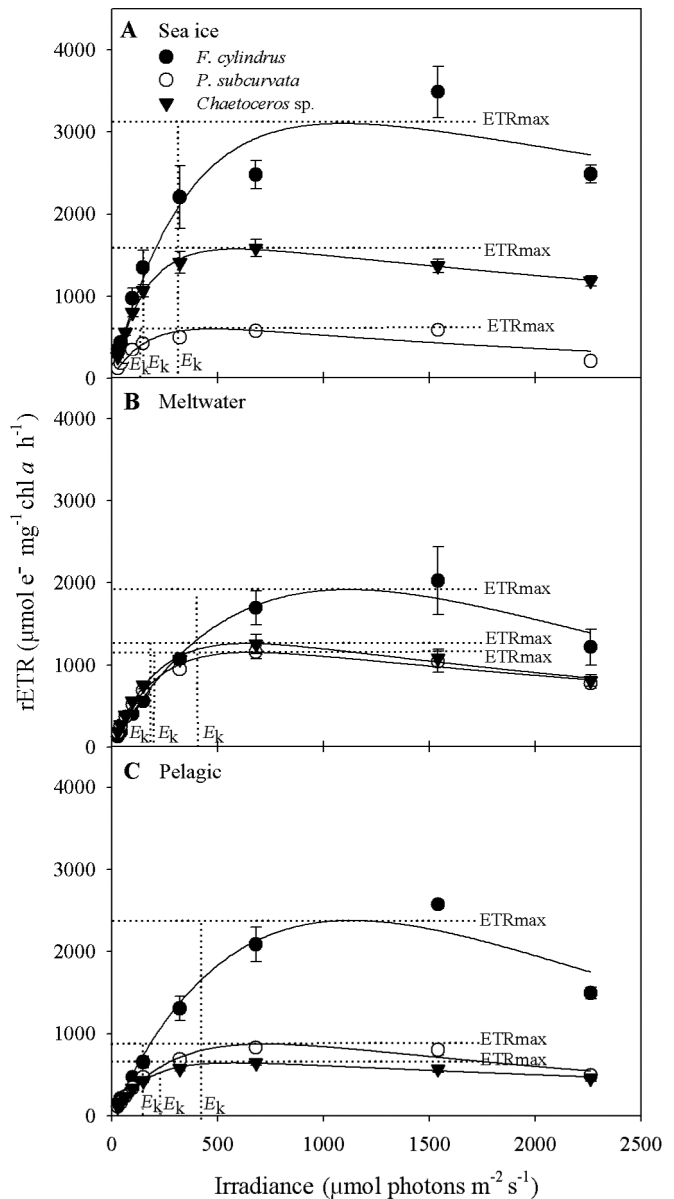 A Sea ice
F. cylindrus
P. subcurvata
Chaetoceros sp.
4000
3000
2000
1000
0
ETRmax
ETRmax
ETRmax
Ek Ek Ek
B Meltwater
4000
3000
2000
1000
0
ETRmax
ETRmax
ETRmax
Ek Ek Ek
C Pelagic
4000
3000
2000
1000
0
ETRmax
ETRmax
ETRmax
Ek Ek Ek
0 500 1000 1500 2000 2500
rETR (µmol e⁻ mg⁻¹ chl a h⁻¹)
Irradiance (µmol photons m⁻² s⁻¹)